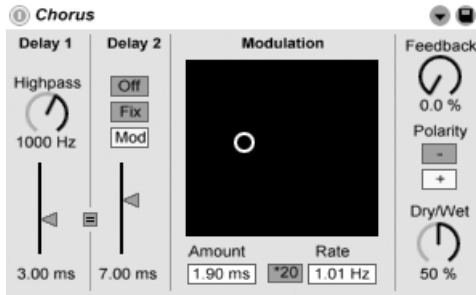 Chorus
Delay 1
Highpass
1000 Hz
3.00 ms
=
Delay 2
Off
Fix
Mod
7.00 ms
Modulation
Amount
1.90 ms
*20
Rate
1.01 Hz
Feedback
0.0 %
Polarity
-
+
Dry/Wet
50 %